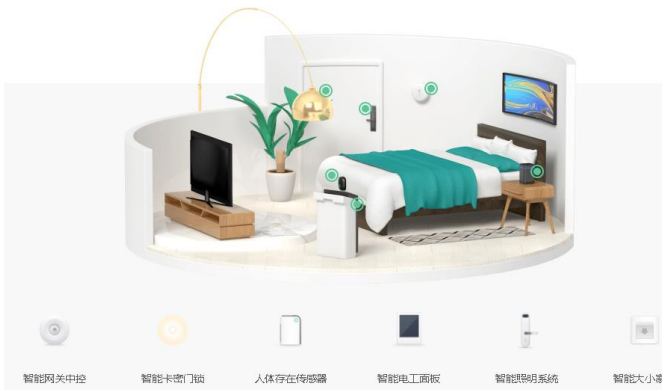 智能网关中控
智能卡密门锁
人体存在传感器
智能电工面板
智能照明系统
智能大小